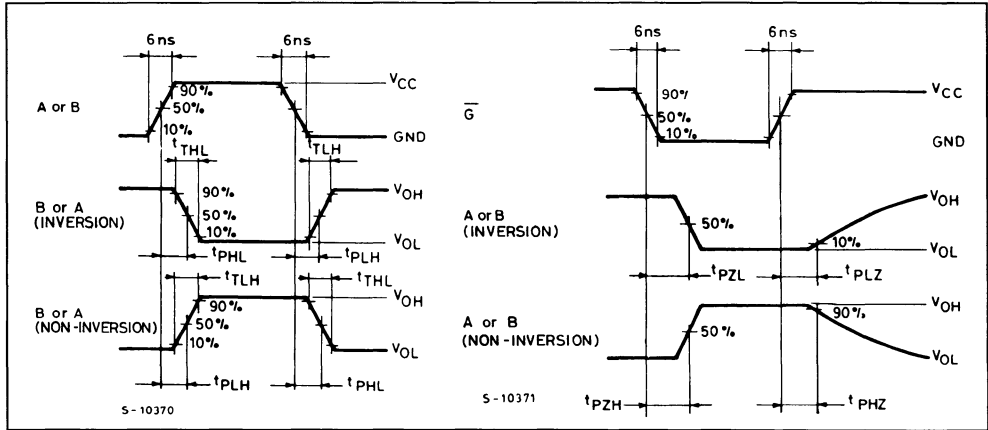 6ns 6ns
A or B
90%
50%
10%
VCC
GND
tTHL tTLH
B or A
(INVERSION)
90%
50%
10%
VOH
VOL
tPHL tPLH
tTLH tTHL
B or A
(NON-INVERSION)
90%
50%
10%
VOH
VOL
tPLH tPHL
S-10370
6ns 6ns
G
90%
50%
10%
VCC
GND
A or B
(INVERSION)
50%
10%
VOH
VOL
tPZL tPLZ
A or B
(NON-INVERSION)
50%
90%
VOH
VOL
tPZH tPHZ
S-10371